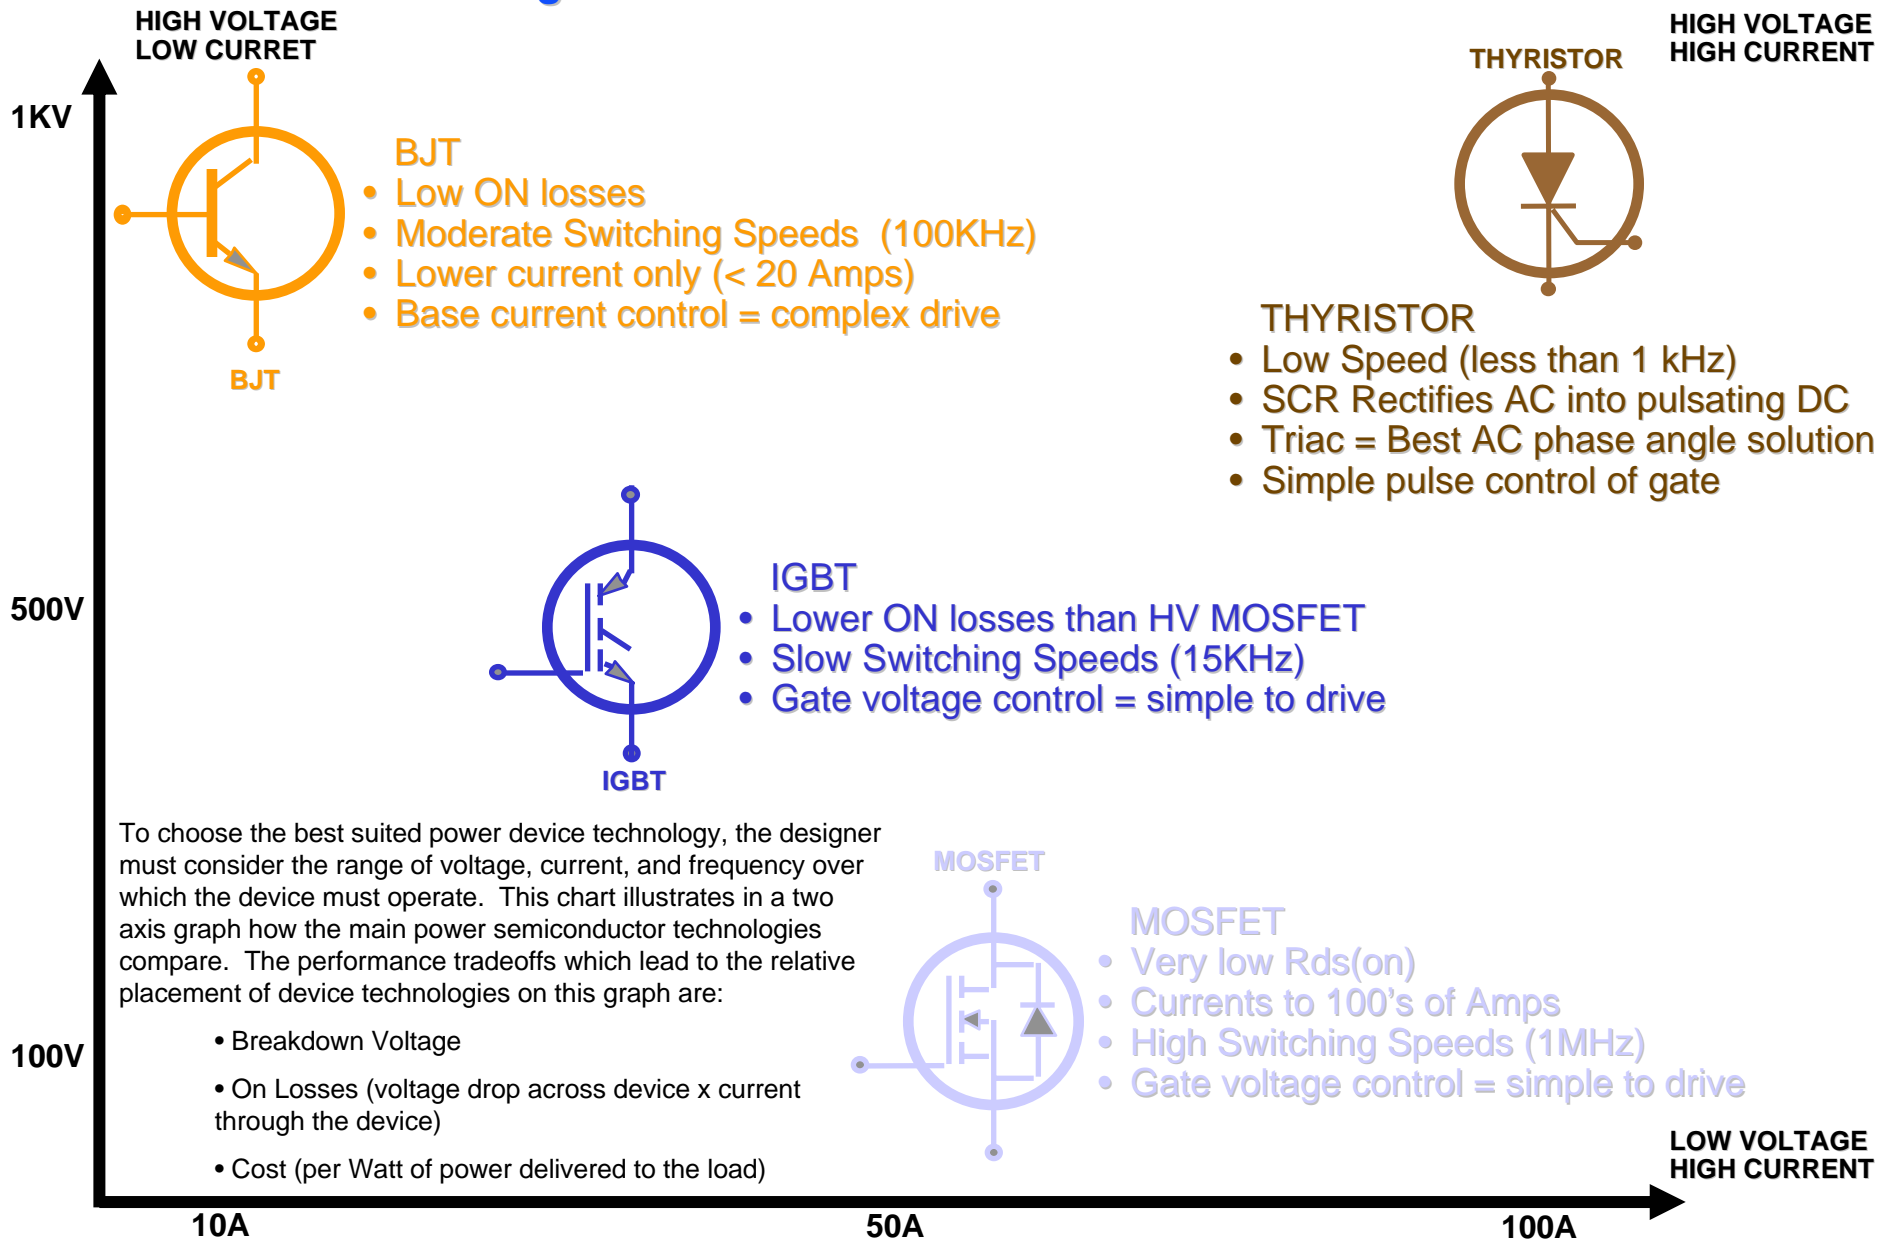 HIGH VOLTAGE
LOW CURRET
HIGH VOLTAGE
HIGH CURRENT
THYRISTOR
1KV
BJT
• Low ON losses
• Moderate Switching Speeds (100KHz)
• Lower current only (< 20 Amps)
• Base current control = complex drive
BJT
THYRISTOR
• Low Speed (less than 1 kHz)
• SCR Rectifies AC into pulsating DC
• Triac = Best AC phase angle solution
• Simple pulse control of gate
500V
IGBT
• Lower ON losses than HV MOSFET
• Slow Switching Speeds (15KHz)
• Gate voltage control = simple to drive
IGBT
To choose the best suited power device technology, the designer
must consider the range of voltage, current, and frequency over
which the device must operate. This chart illustrates in a two
axis graph how the main power semiconductor technologies
compare. The performance tradeoffs which lead to the relative
placement of device technologies on this graph are:
• Breakdown Voltage
• On Losses (voltage drop across device x current
through the device)
• Cost (per Watt of power delivered to the load)
MOSFET
MOSFET
• Very low Rds(on)
• Currents to 100's of Amps
• High Switching Speeds (1MHz)
• Gate voltage control = simple to drive
100V
LOW VOLTAGE
HIGH CURRENT
10A
50A
100A